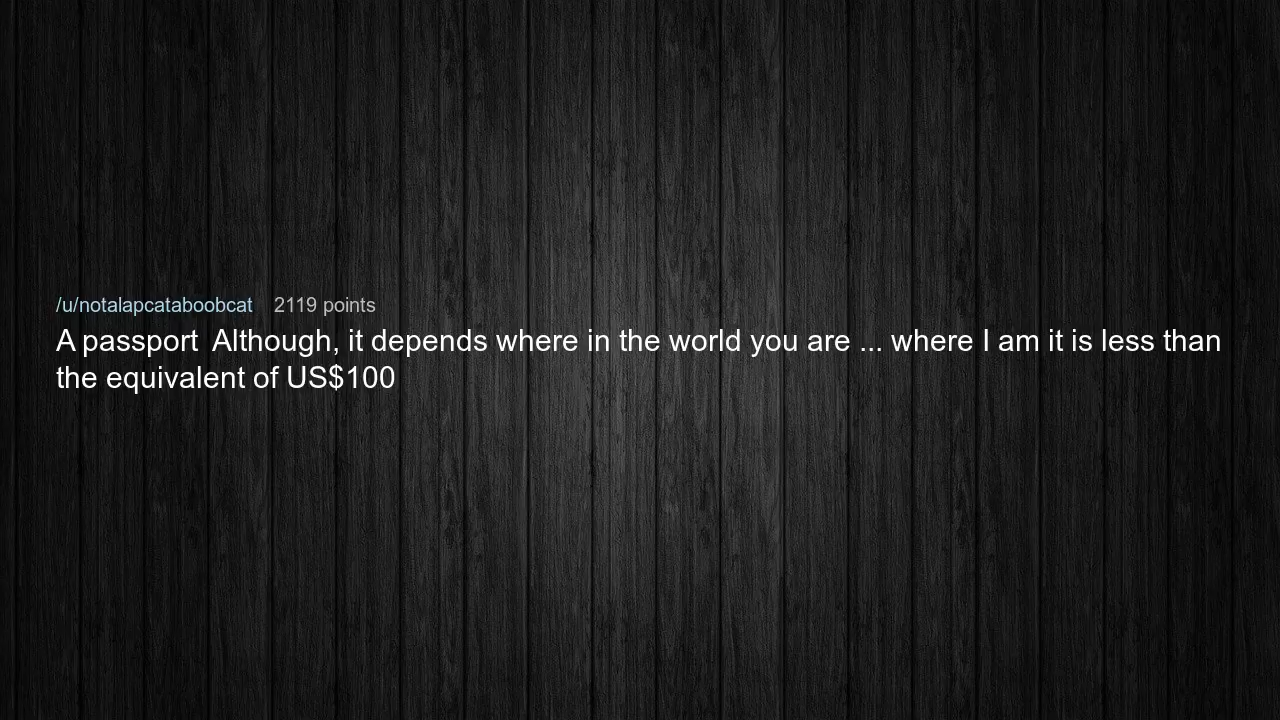 /u/notalapcataboobcat 2119 points
A passport  Although, it depends where in the world you are ... where I am it is less than
the equivalent of US$100